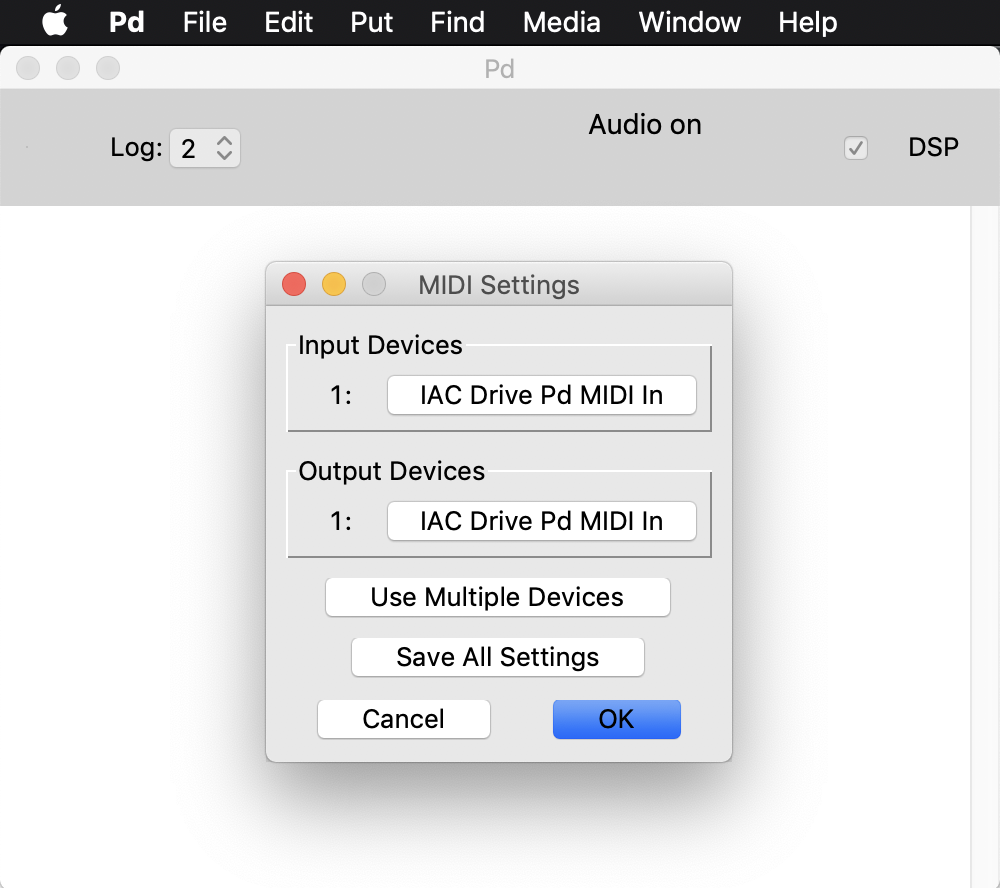 Pd File Edit Put Find Media Window Help
Pd
Audio on
Log: 2 DSP
MIDI Settings
Input Devices
1: IAC Drive Pd MIDI In
Output Devices
1: IAC Drive Pd MIDI In
Use Multiple Devices
Save All Settings
Cancel OK